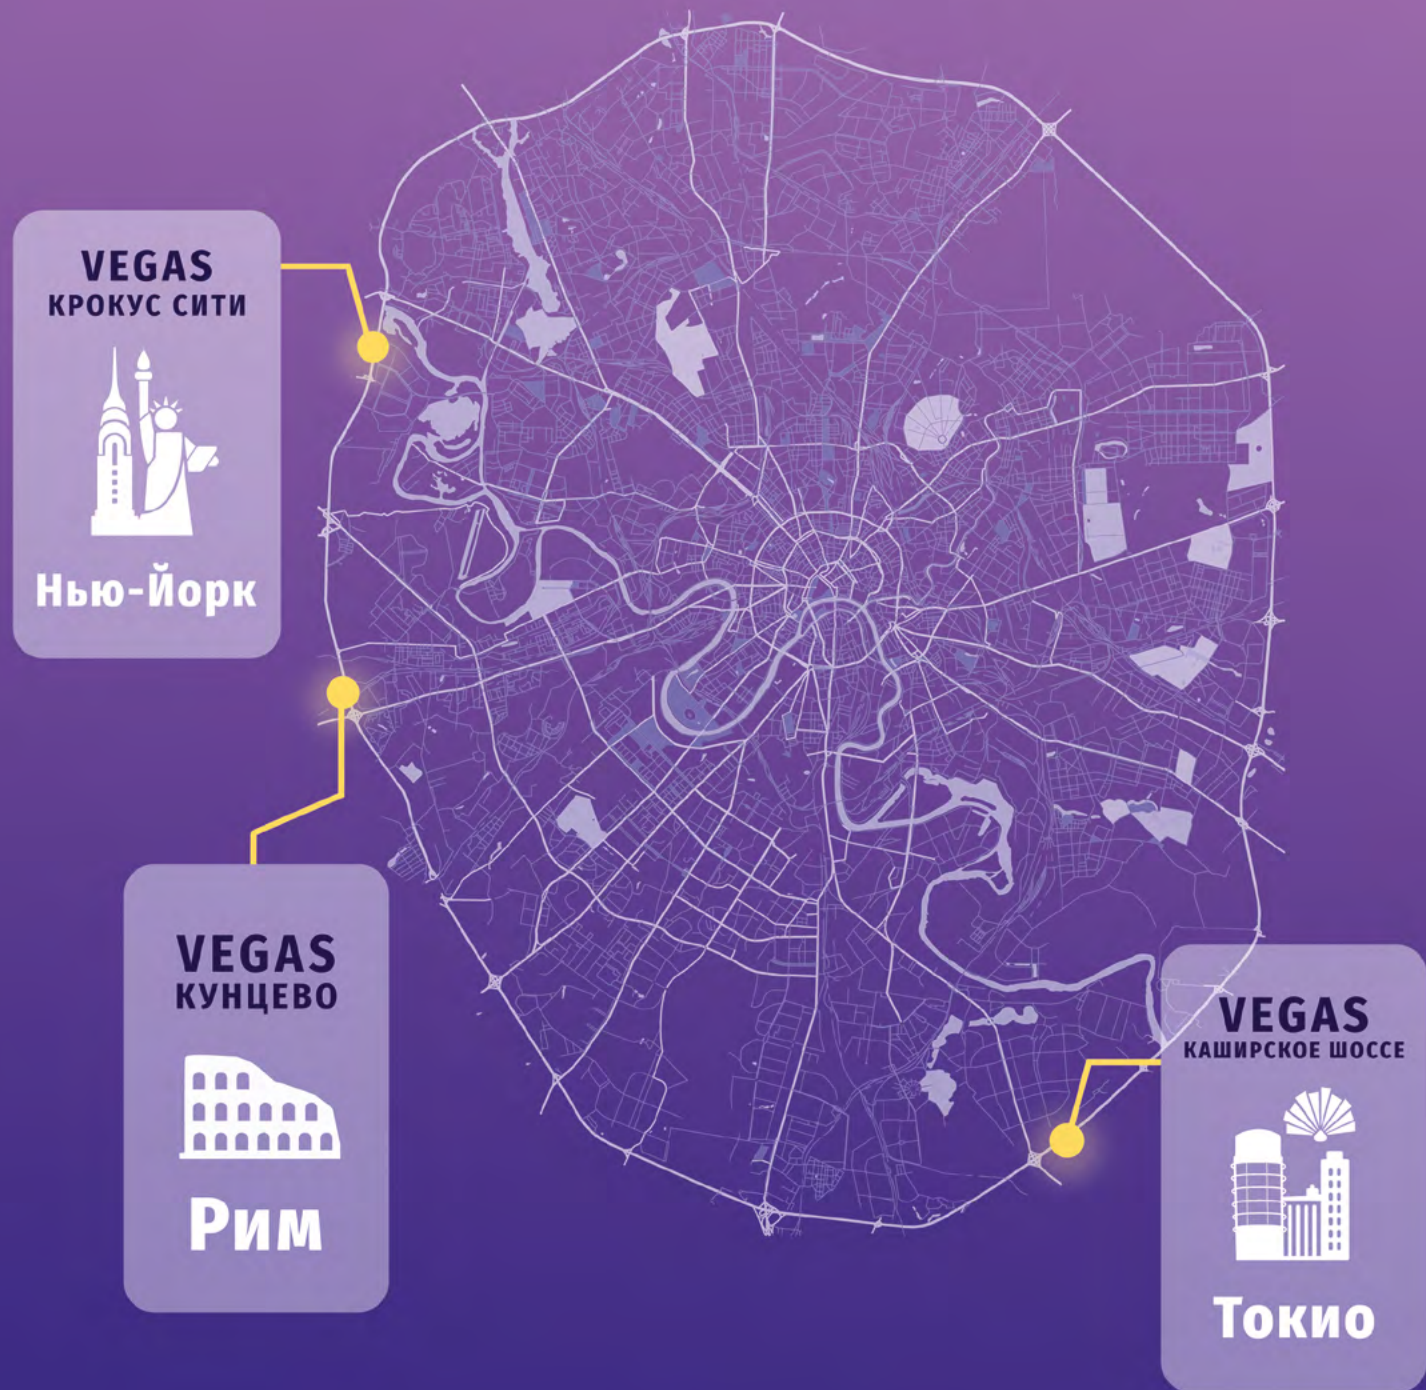 VEGAS
КРОКУС СИТИ
Нью-Йорк
VEGAS
КУНЦЕВО
Рим
VEGAS
КАШИРСКОЕ ШОССЕ
Токио